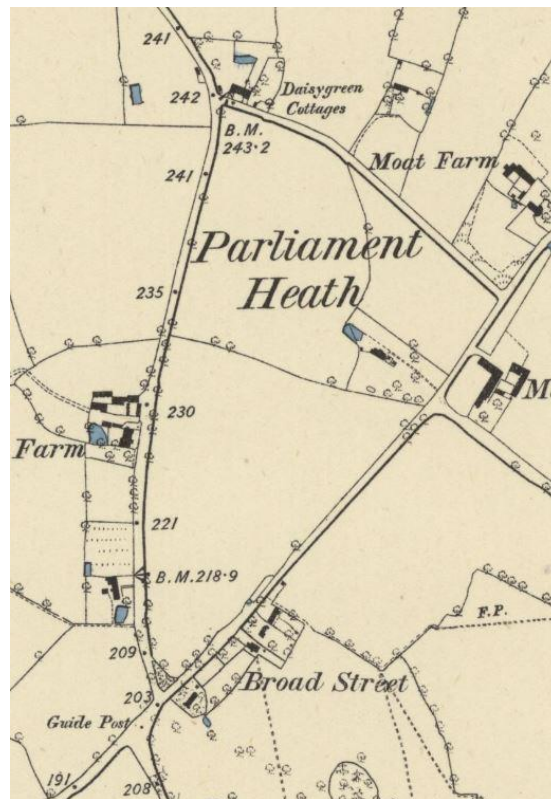 241
242
Daisygreen
Cottages
B.M.
243·2
241
Moat Farm
Parliament
Heath
235
230
Farm
221
B.M. 218·9
F.P.
209
Broad Street
203
Guide Post
191
208